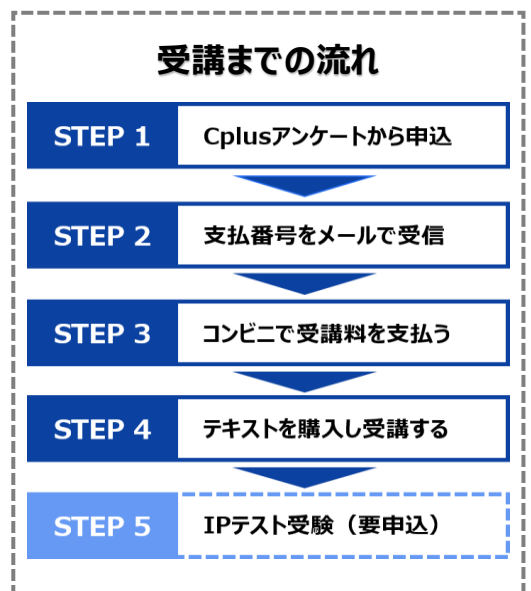 受講までの流れ
STEP 1 Cplusアンケートから申込
STEP 2 支払番号をメールで受信
STEP 3 コンビニで受講料を支払う
STEP 4 テキストを購入し受講する
STEP 5 IPテスト受験（要申込）